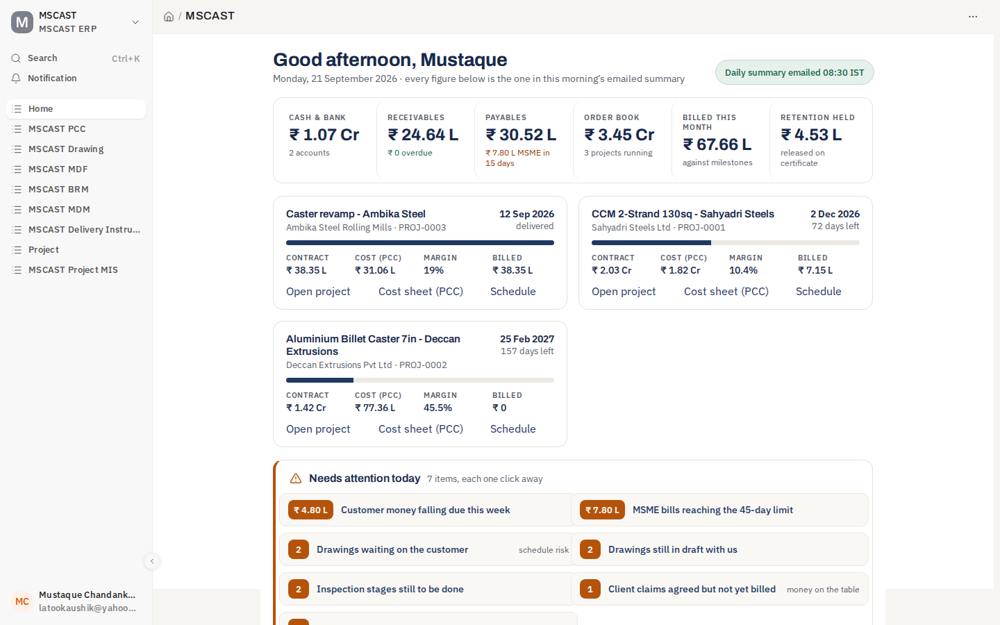 MSCAST
MSCAST ERP
Search Ctrl+K
Notification
Home
MSCAST PCC
MSCAST Drawing
MSCAST MDF
MSCAST BRM
MSCAST MDM
MSCAST Delivery Instru...
Project
MSCAST Project MIS
MC
Mustaque Chandank...
latookaushik@yahoo...
/ MSCAST
Good afternoon, Mustaque
Monday, 21 September 2026 · every figure below is the one in this morning’s emailed summary
Daily summary emailed 08:30 IST
CASH & BANK
₹ 1.07 Cr
2 accounts
RECEIVABLES
₹ 24.64 L
₹ 0 overdue
PAYABLES
₹ 30.52 L
₹ 7.80 L MSME in
15 days
ORDER BOOK
₹ 3.45 Cr
3 projects running
BILLED THIS
MONTH
₹ 67.66 L
against milestones
RETENTION HELD
₹ 4.53 L
released on
certificate
Caster revamp - Ambika Steel 12 Sep 2026
Ambika Steel Rolling Mills · PROJ-0003 delivered
CONTRACT COST (PCC) MARGIN BILLED
₹ 38.35 L ₹ 31.06 L 19% ₹ 38.35 L
Open project Cost sheet (PCC) Schedule
CCM 2-Strand 130sq - Sahyadri Steels 2 Dec 2026
Sahyadri Steels Ltd · PROJ-0001 72 days left
CONTRACT COST (PCC) MARGIN BILLED
₹ 2.03 Cr ₹ 1.82 Cr 10.4% ₹ 7.15 L
Open project Cost sheet (PCC) Schedule
Aluminium Billet Caster 7in - Deccan 25 Feb 2027
Extrusions 157 days left
Deccan Extrusions Pvt Ltd · PROJ-0002
CONTRACT COST (PCC) MARGIN BILLED
₹ 1.42 Cr ₹ 77.36 L 45.5% ₹ 0
Open project Cost sheet (PCC) Schedule
Needs attention today 7 items, each one click away
₹ 4.80 L Customer money falling due this week
₹ 7.80 L MSME bills reaching the 45-day limit
2 Drawings waiting on the customer schedule risk
2 Drawings still in draft with us
2 Inspection stages still to be done
1 Client claims agreed but not yet billed money on the table